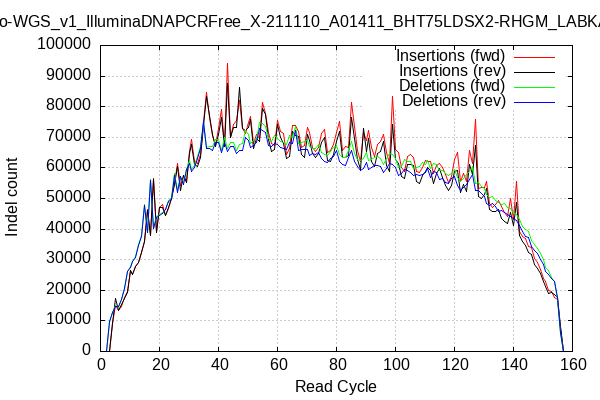 o-WGS_v1_IlluminaDNAPCRFree_X-211110_A01411_BHT75LDSX2-RHGM_LABKA
Insertions (fwd)
Insertions (rev)
Deletions (fwd)
Deletions (rev)
Indel count
100000
90000
80000
70000
60000
50000
40000
30000
20000
10000
0
0 20 40 60 80 100 120 140 160
Read Cycle